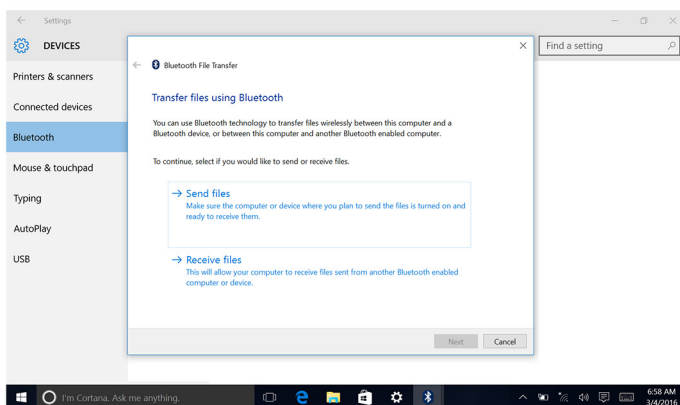 Settings
DEVICES
Find a setting
Printers & scanners
Connected devices
Bluetooth
Mouse & touchpad
Typing
AutoPlay
USB
Bluetooth File Transfer
Transfer files using Bluetooth
You can use Bluetooth technology to transfer files wirelessly between this computer and a
Bluetooth device, or between this computer and another Bluetooth enabled computer.
To continue, select if you would like to send or receive files.
Send files
Make sure the computer or device where you plan to send the files is turned on and
ready to receive them.
Receive files
This will allow your computer to receive files sent from another Bluetooth enabled
computer or device.
Next
Cancel
I'm Cortana. Ask me anything.
6:58 AM
3/4/2016